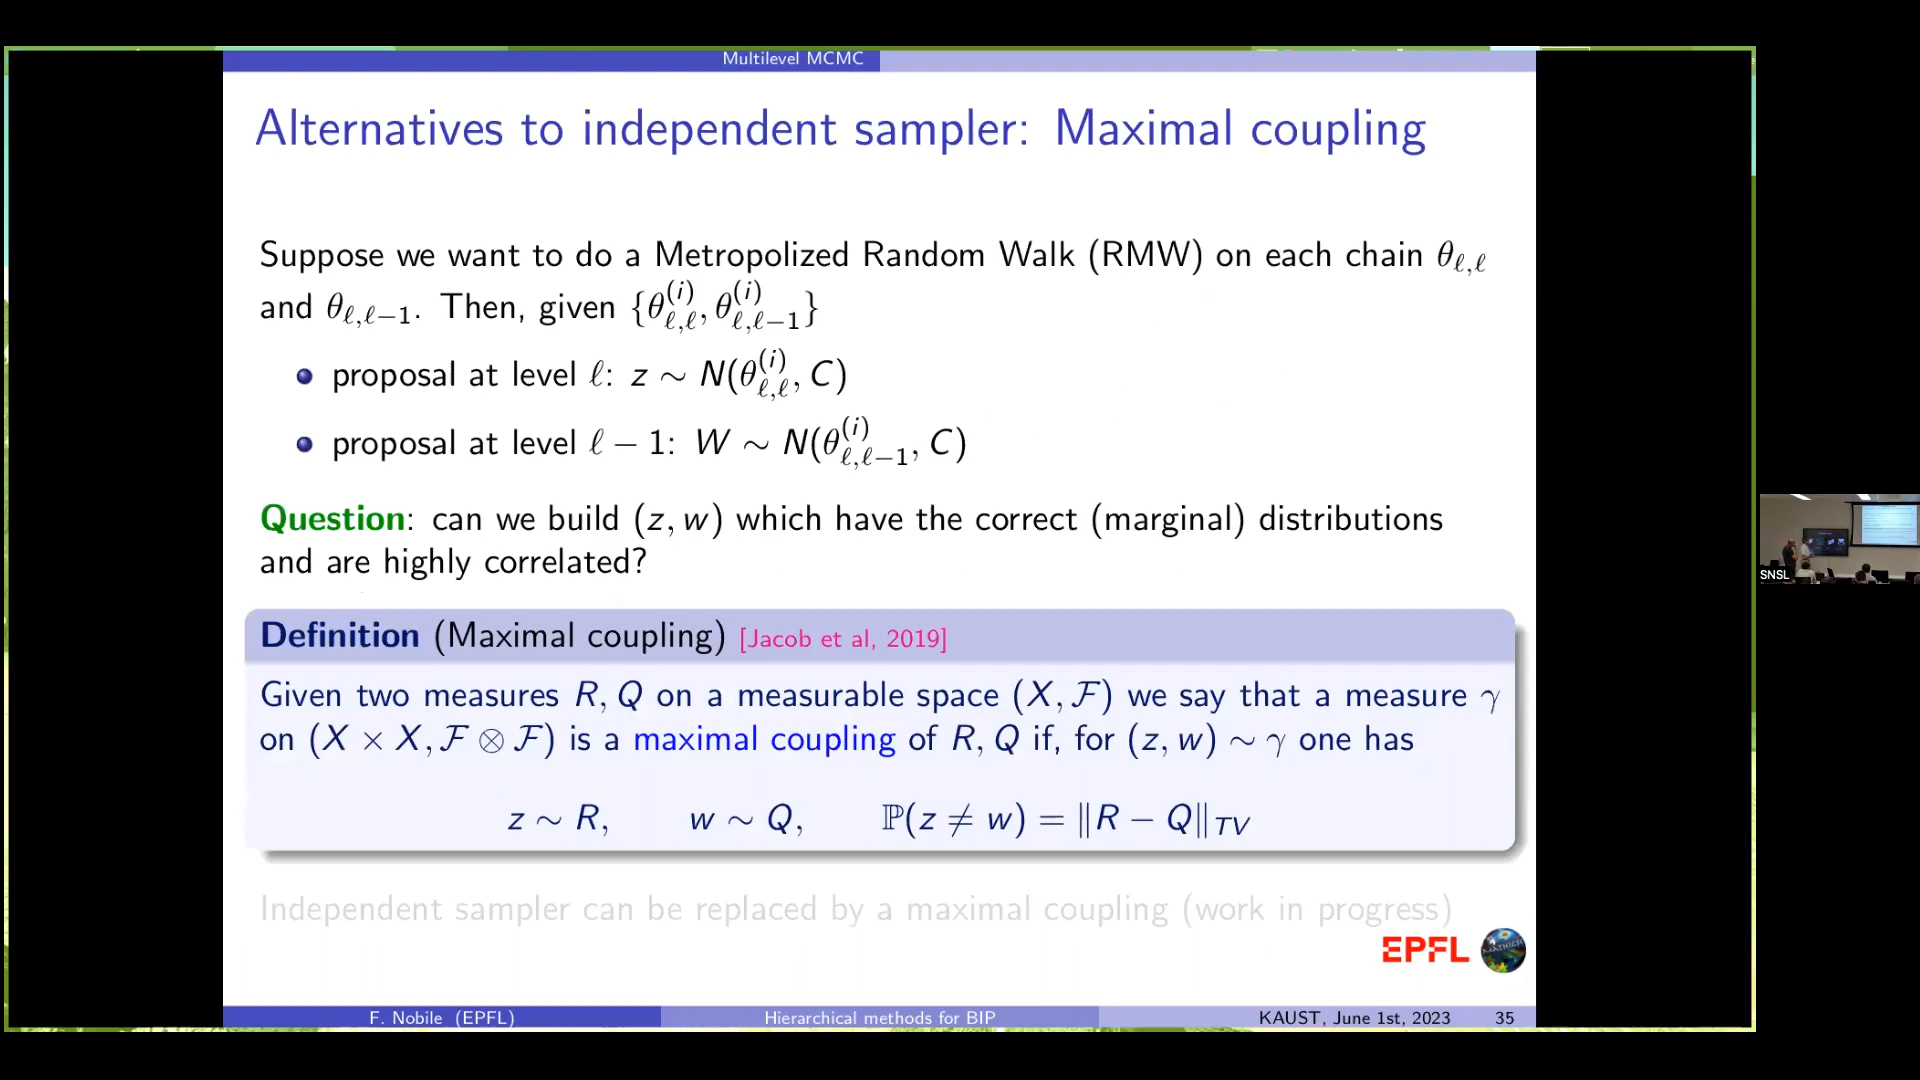 Multilevel MCMC
Alternatives to independent sampler: Maximal coupling
Suppose we want to do a Metropolized Random Walk (RMW) on each chain θ_{ℓ,ℓ}
and θ_{ℓ,ℓ−1}. Then, given {θ_{ℓ,ℓ}^{(i)}, θ_{ℓ,ℓ−1}^{(i)}}
proposal at level ℓ: z ∼ N(θ_{ℓ,ℓ}^{(i)}, C)
proposal at level ℓ − 1: W ∼ N(θ_{ℓ,ℓ−1}^{(i)}, C)
Question: can we build (z, w) which have the correct (marginal) distributions
and are highly correlated?
Definition (Maximal coupling) [Jacob et al, 2019]
Given two measures R, Q on a measurable space (X, ℱ) we say that a measure γ
on (X × X, ℱ ⊗ ℱ) is a maximal coupling of R, Q if, for (z, w) ∼ γ one has
z ∼ R, w ∼ Q, ℙ(z ≠ w) = ‖R − Q‖_{TV}
Independent sampler can be replaced by a maximal coupling (work in progress)
EPFL
F. Nobile (EPFL) Hierarchical methods for BIP KAUST, June 1st, 2023 35
SNSL